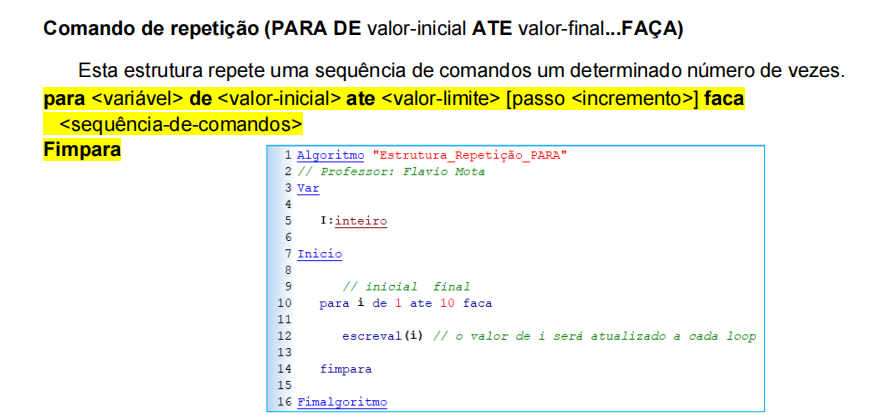 Comando de repetição (PARA DE valor-inicial ATE valor-final...FAÇA)
Esta estrutura repete uma sequência de comandos um determinado número de vezes.
para <variável> de <valor-inicial> ate <valor-limite> [passo <incremento>] faca
<sequência-de-comandos>
Fimpara
1 Algoritmo "Estrutura_Repetição_PARA"
2 // Professor: Flavio Mota
3 Var
4
5 I:inteiro
6
7 Inicio
8
9 // inicial final
10 para i de 1 ate 10 faca
11
12 escreval(i) // o valor de i será atualizado a cada loop
13
14 fimpara
15
16 Fimalgoritmo